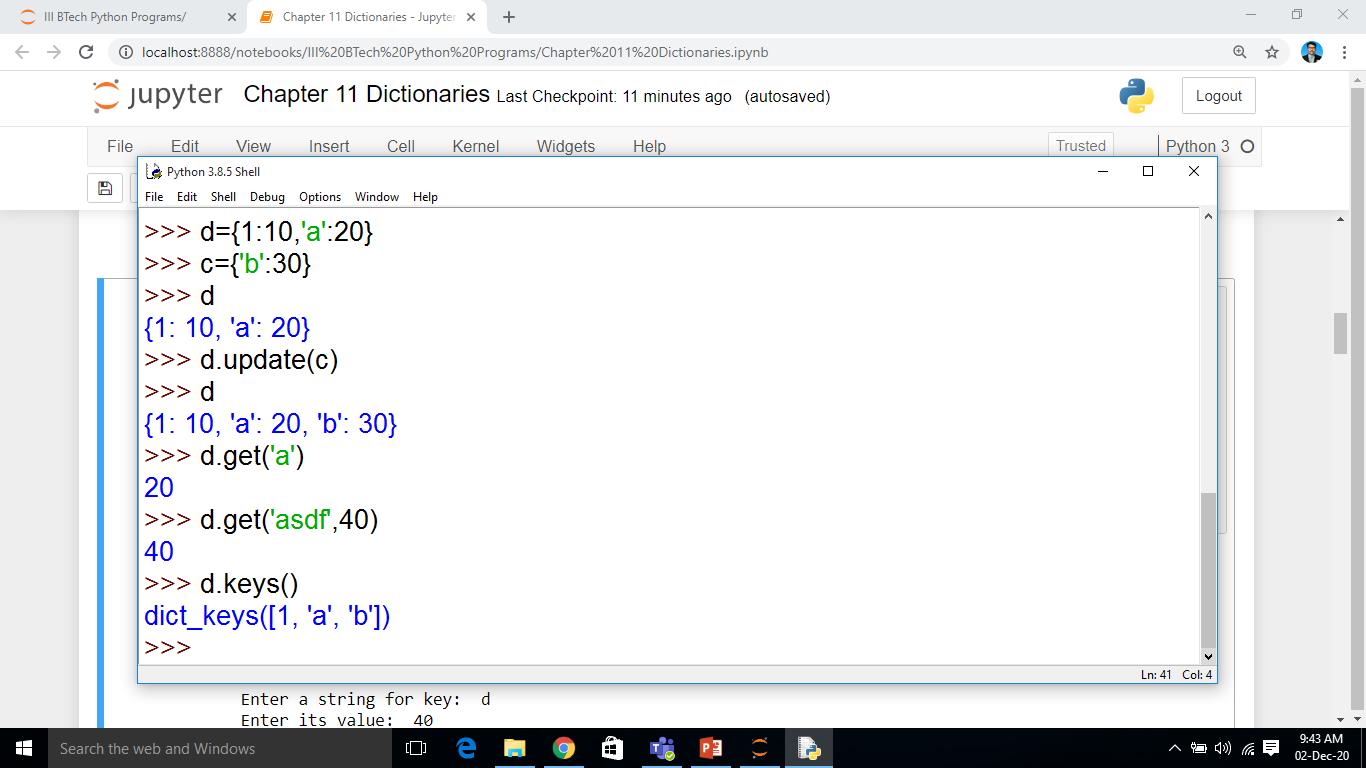 III BTech Python Programs/
Chapter 11 Dictionaries - Jupyter
localhost:8888/notebooks/III%20BTech%20Python%20Programs/Chapter%2011%20Dictionaries.ipynb
jupyter Chapter 11 Dictionaries Last Checkpoint: 11 minutes ago (autosaved)
Logout
File Edit View Insert Cell Kernel Widgets Help
Trusted
Python 3
Python 3.8.5 Shell
File Edit Shell Debug Options Window Help
>>> d={1:10,'a':20}
>>> c={'b':30}
>>> d
{1: 10, 'a': 20}
>>> d.update(c)
>>> d
{1: 10, 'a': 20, 'b': 30}
>>> d.get('a')
20
>>> d.get('asdf',40)
40
>>> d.keys()
dict_keys([1, 'a', 'b'])
>>>
Ln: 41 Col: 4
Enter a string for key: d
Enter its value: 40
Search the web and Windows
9:43 AM
02-Dec-20